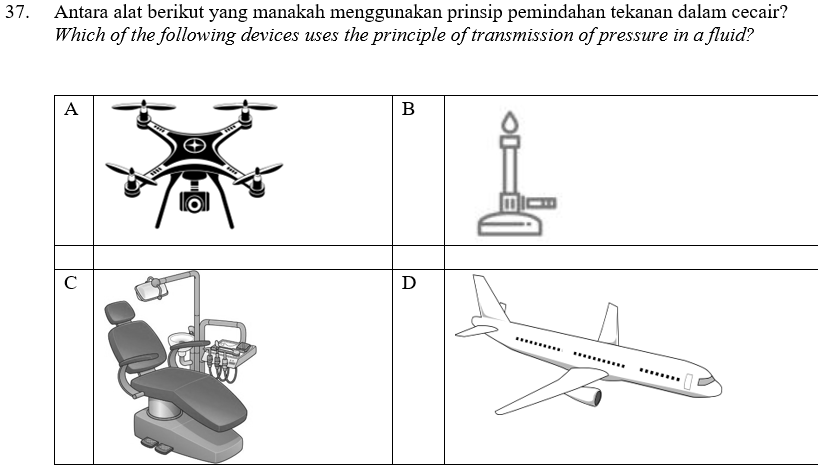 37. Antara alat berikut yang manakah menggunakan prinsip pemindahan tekanan dalam cecair?
Which of the following devices uses the principle of transmission of pressure in a fluid?
A
B
C
D